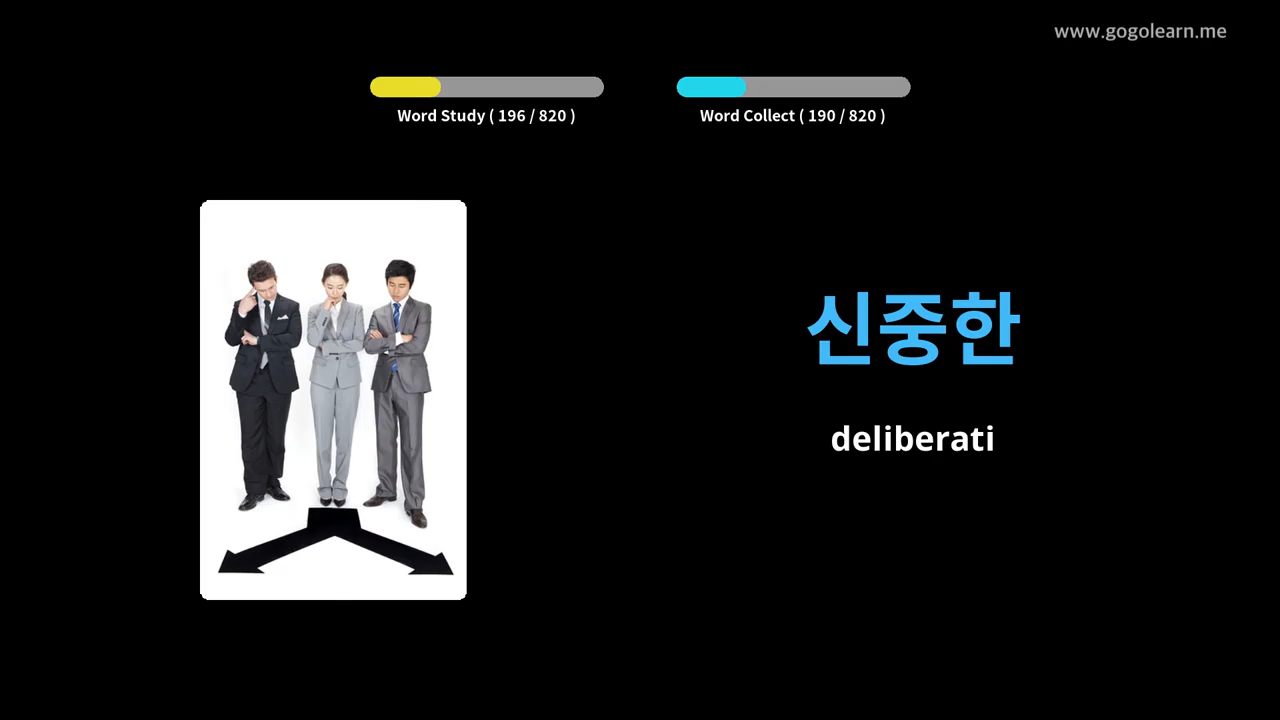 www.gogolearn.me
Word Study ( 196 / 820 )
Word Collect ( 190 / 820 )
신중한
deliberati